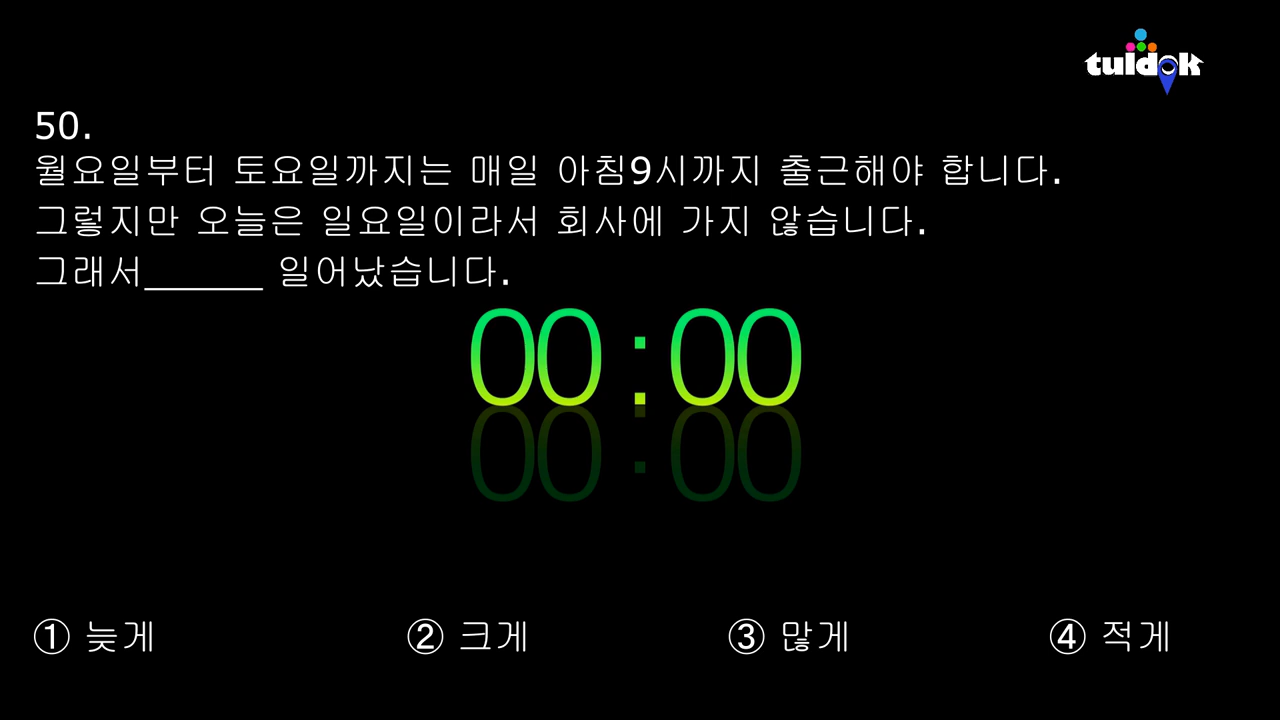 tuldok
50.
월요일부터 토요일까지는 매일 아침9시까지 출근해야 합니다.
그렇지만 오늘은 일요일이라서 회사에 가지 않습니다.
그래서______ 일어났습니다.
00:00
① 늦게 ② 크게 ③ 많게 ④ 적게